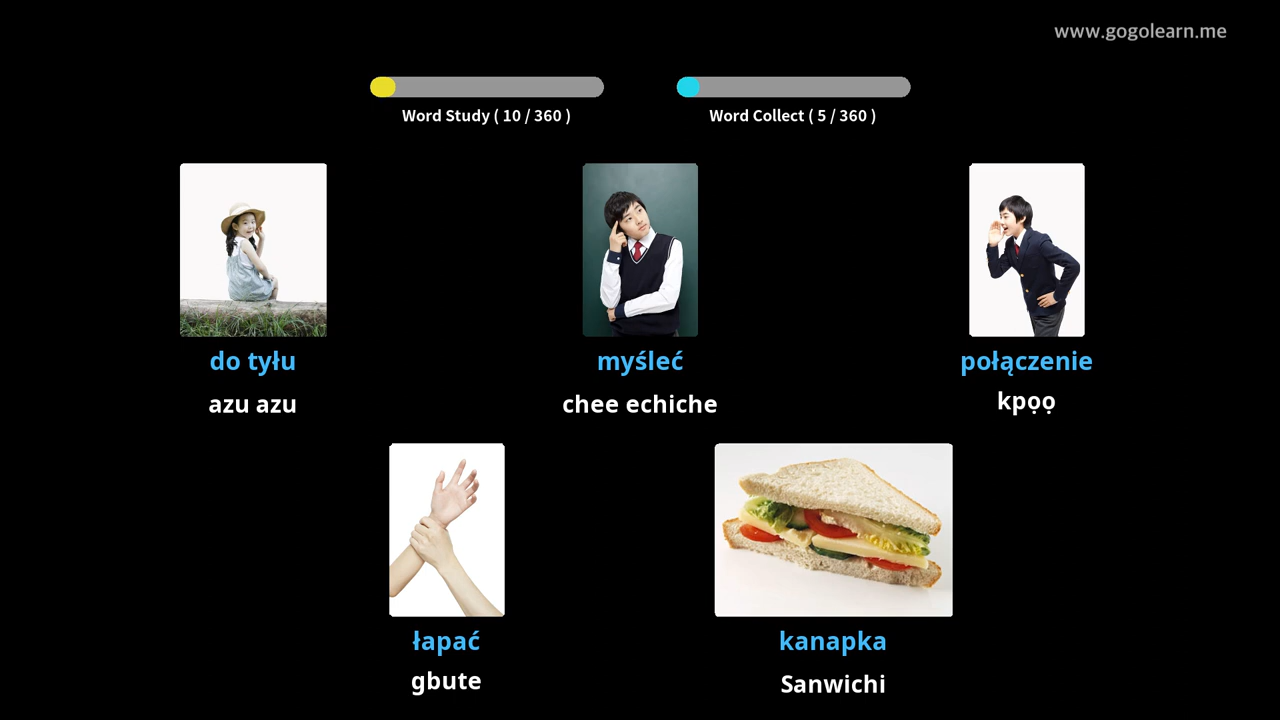 www.gogolearn.me
Word Study ( 10 / 360 )
Word Collect ( 5 / 360 )
do tyłu
azu azu
myśleć
chee echiche
połączenie
kpọọ
łapać
gbute
kanapka
Sanwichi